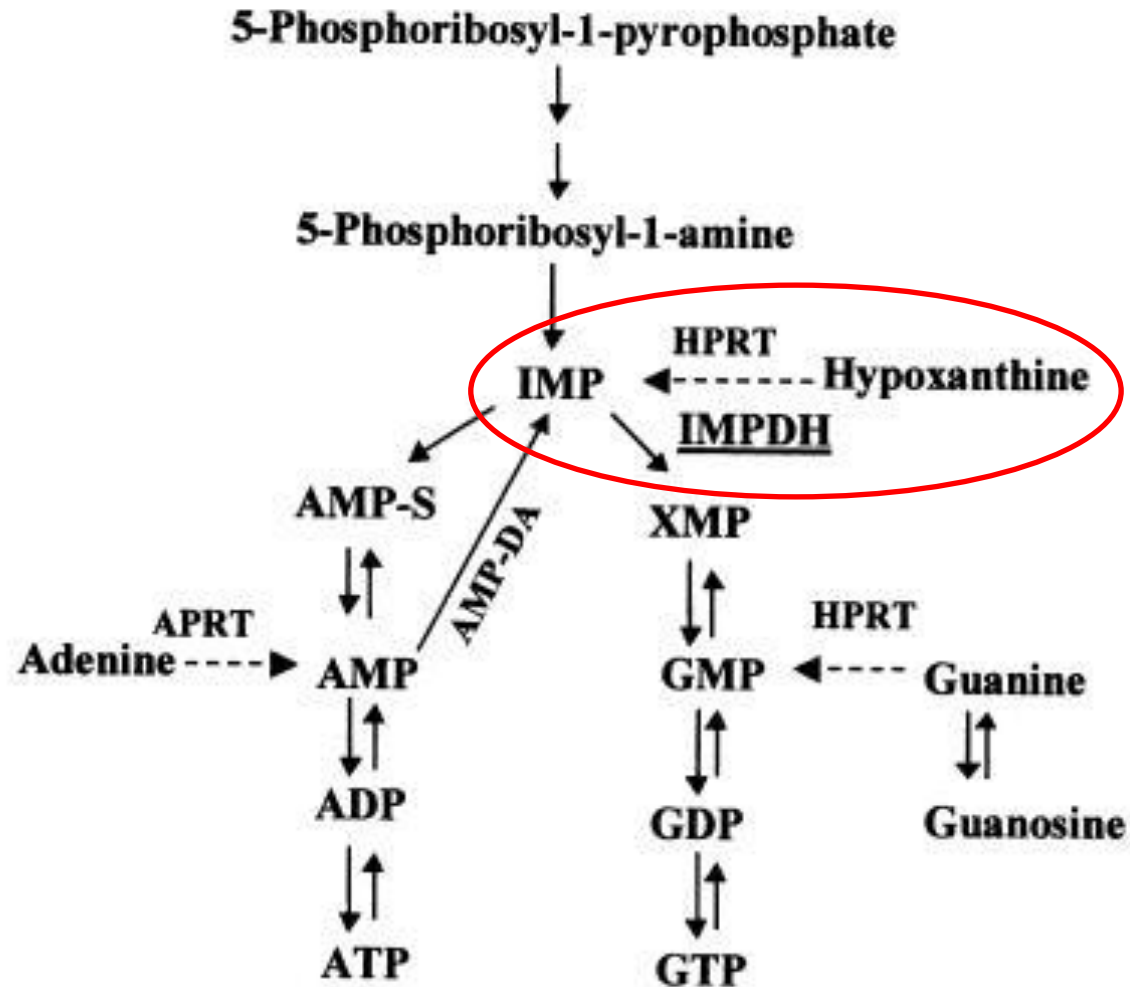 5-Phosphoribosyl-1-pyrophosphate
5-Phosphoribosyl-1-amine
HPRT
IMP
Hypoxanthine
IMPDH
AMP-S
XMP
AMP-DA
APRT
HPRT
Adenine
AMP
GMP
Guanine
ADP
GDP
Guanosine
ATP
GTP